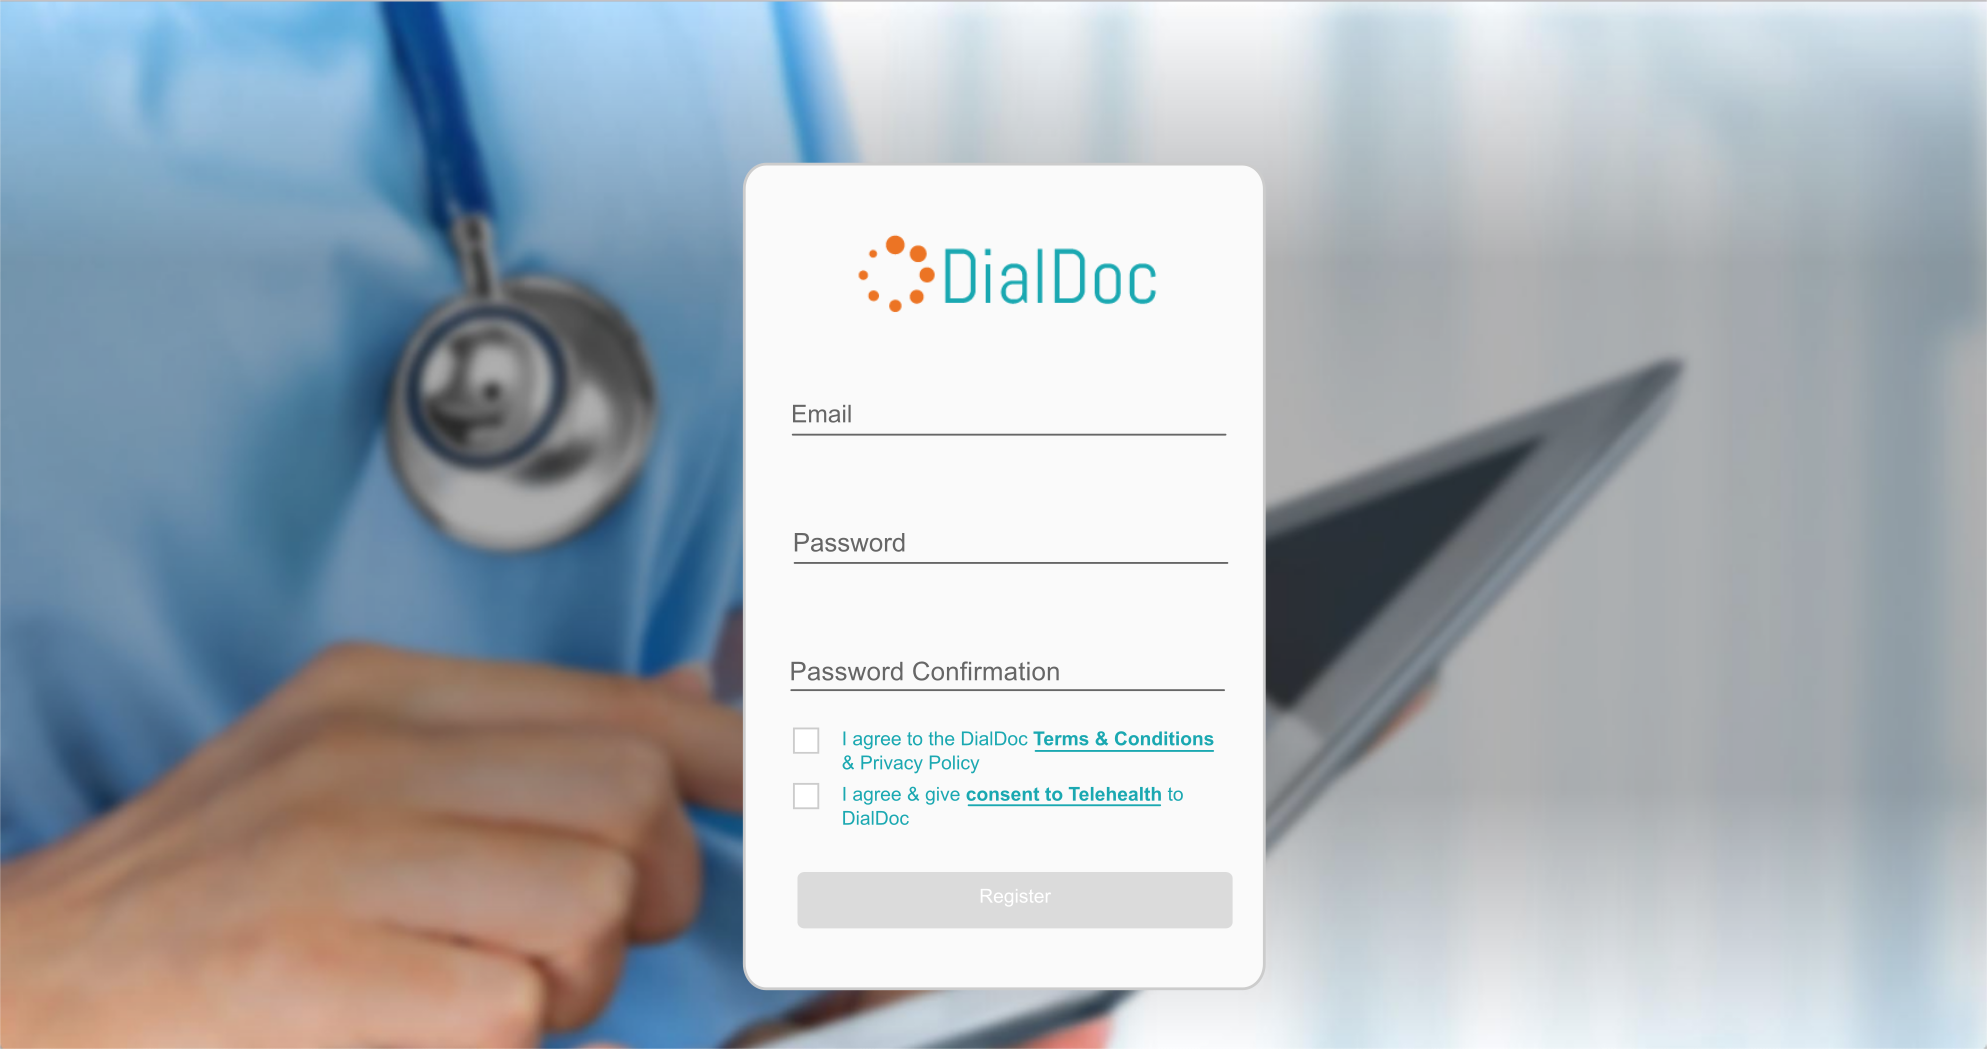 DialDoc
Email
Password
Password Confirmation
I agree to the DialDoc Terms & Conditions
& Privacy Policy
I agree & give consent to Telehealth to
DialDoc
Register